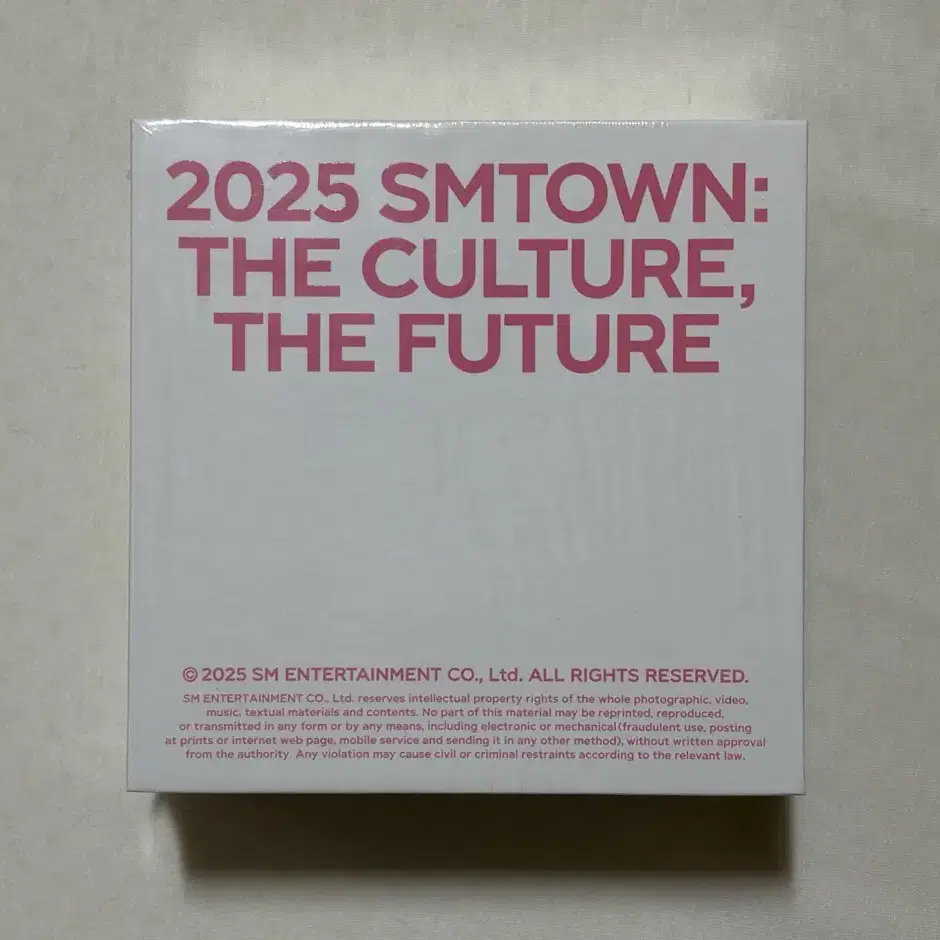 2025 SMTOWN:
THE CULTURE,
THE FUTURE
© 2025 SM ENTERTAINMENT CO., Ltd. ALL RIGHTS RESERVED.
SM ENTERTAINMENT CO., Ltd. reserves intellectual property rights of the whole photographic, video,
music, textual materials and contents. No part of this material may be reprinted, reproduced,
or transmitted in any form or by any means, including electronic or mechanical(fraudulent use, posting
at prints or internet web page, mobile service and sending it in any other method), without written approval
from the authority. Any violation may cause civil or criminal restraints according to the relevant law.